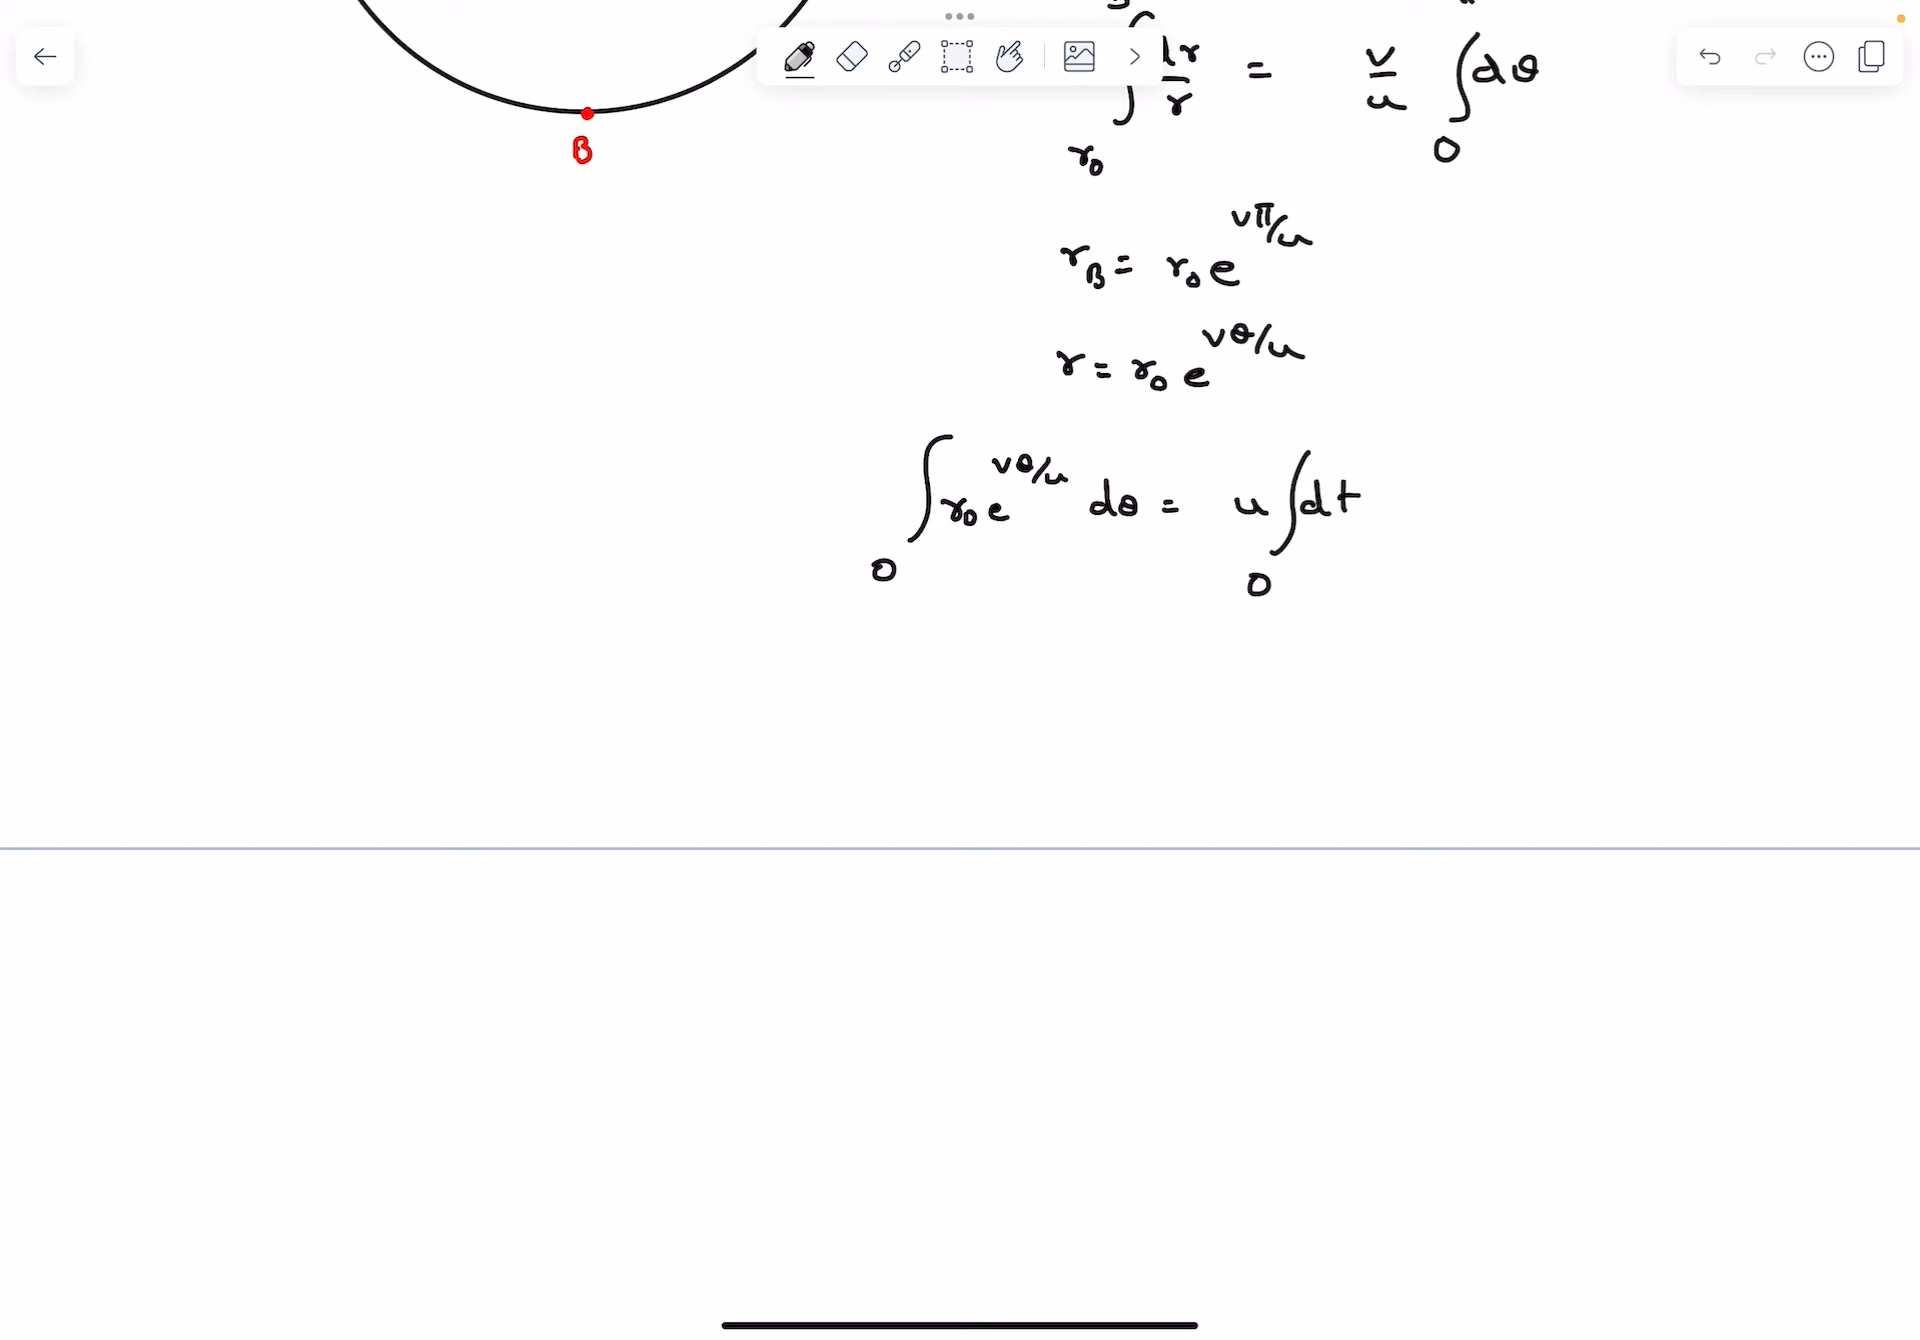 B
∫ dr/r = v/u ∫ dθ
r₀ 0
r_B = r₀ e^(vπ/u)
r = r₀ e^(vθ/u)
∫ r₀ e^(vθ/u) dθ = u ∫ dt
0 0